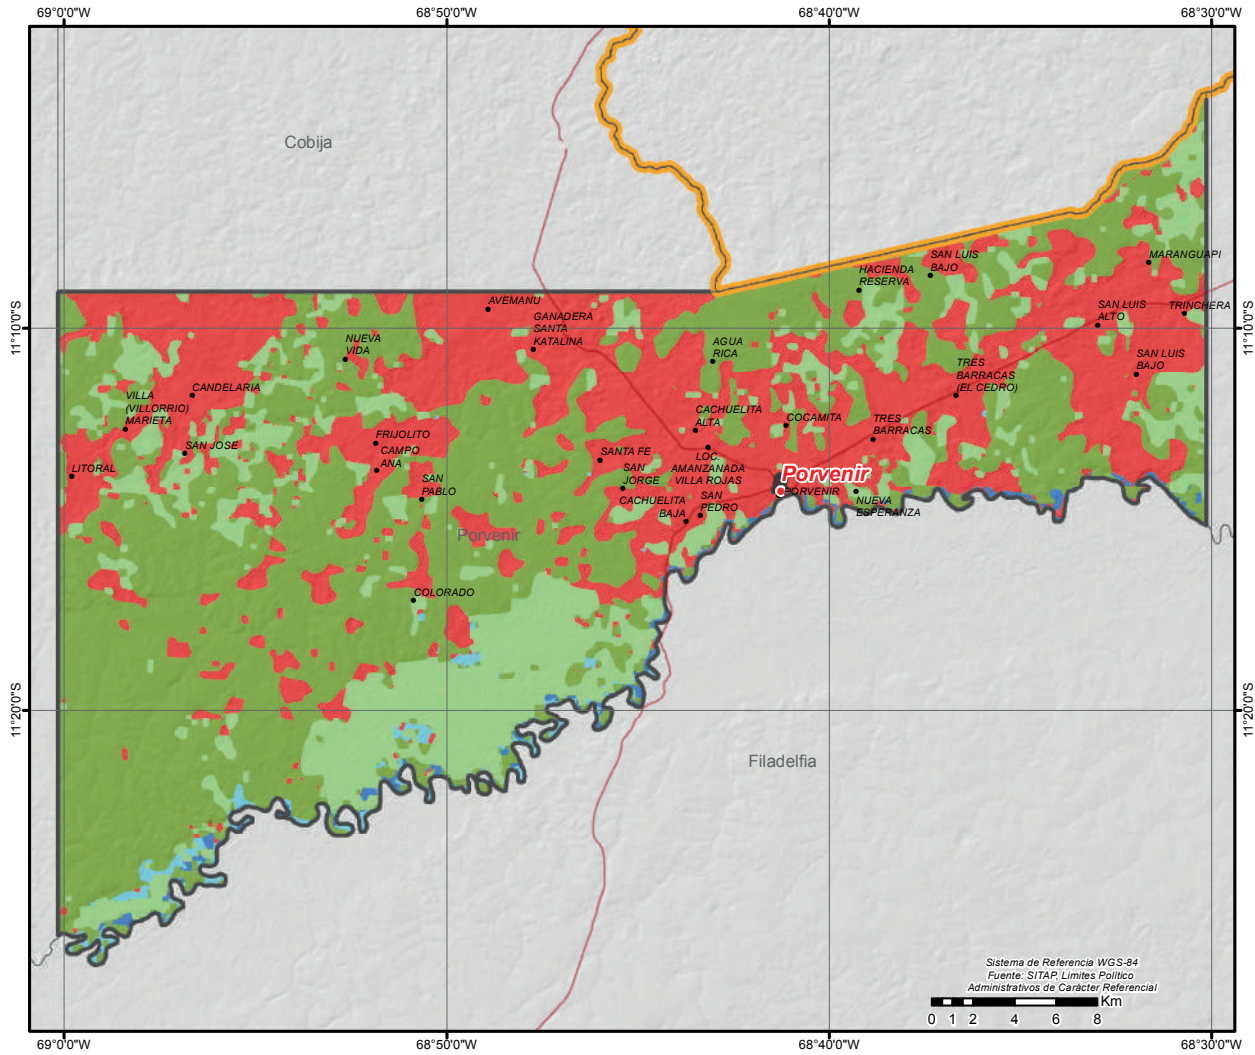 69°0'0"W
68°50'0"W
68°40'0"W
68°30'0"W
Cobija
SAN LUIS
BAJO
MARANGUAPI
HACIENDA
RESERVA
AVEMANU
SAN LUIS
ALTO
TRINCHERA
GANADERA
SANTA
KATALINA
11°10'0"S
11°10'0"S
NUEVA
VIDA
AGUA
RICA
SAN LUIS
BAJO
TRES
BARRACAS
(EL CEDRO)
CANDELARIA
VILLA
(VILLORRIO)
MARIETA
CACHUELITA
ALTA
COCAMITA
TRES
BARRACAS
FRIJOLITO
SAN JOSE
CAMPO
ANA
SANTA FE
LOC.
AMANZANADA
VILLA ROJAS
LITORAL
SAN
JORGE
Porvenir
SAN
PABLO
PORVENIR
CACHUELITA
BAJA
SAN
PEDRO
NUEVA
ESPERANZA
Porvenir
COLORADO
11°20'0"S
11°20'0"S
Filadelfia
Sistema de Referencia WGS-84
Fuente: SITAP, Limites Politico
Administrativos de Carácter Referencial
Km
0 1 2 4 6 8
69°0'0"W
68°50'0"W
68°40'0"W
68°30'0"W